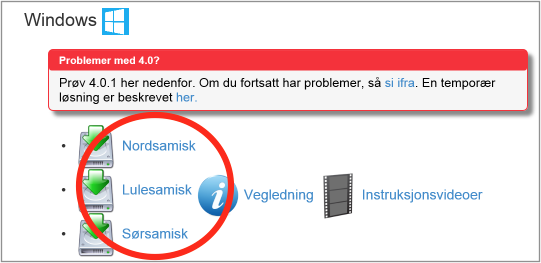 Windows
Problemer med 4.0?
Prøv 4.0.1 her nedenfor. Om du fortsatt har problemer, så si ifra. En temporær
løsning er beskrevet her.
Nordsamisk
Lulesamisk
Vegledning
Instruksjonsvideoer
Sørsamisk